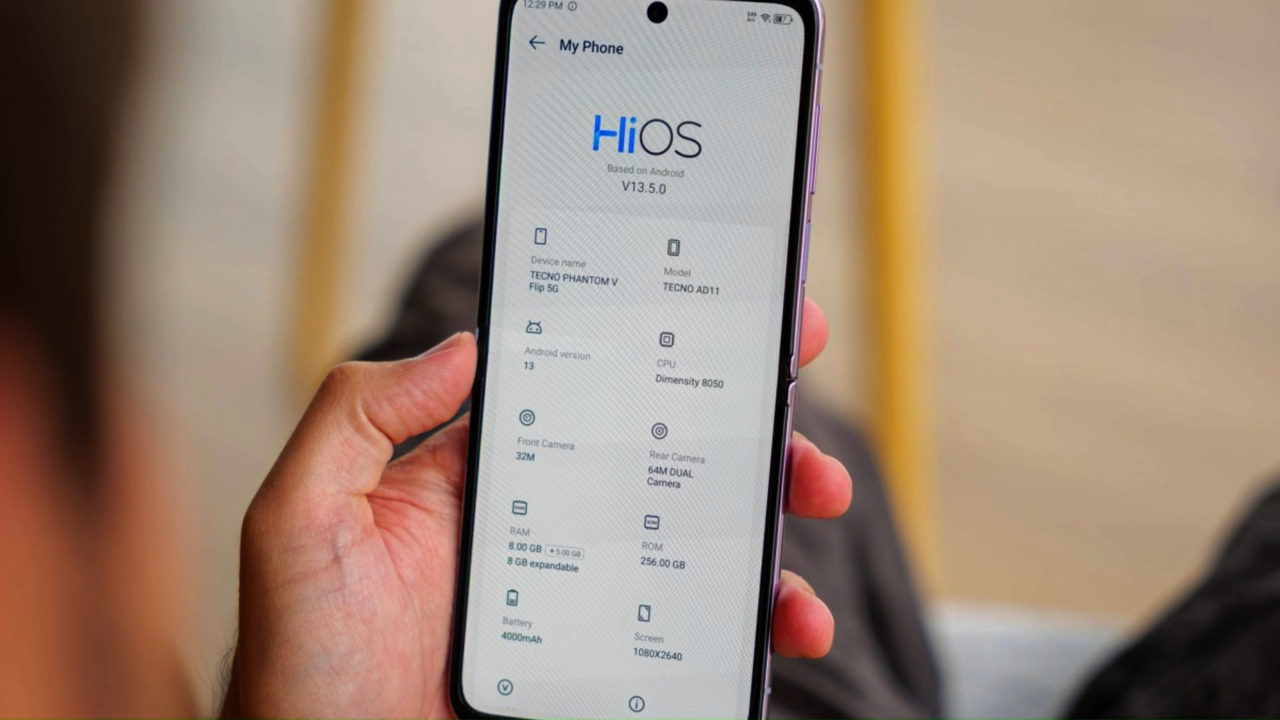 12:29 PM
My Phone
HiOS
Based on Android
V13.5.0
Device name
TECNO PHANTOM V
Flip 5G
Model
TECNO AD11
Android version
13
CPU
Dimensity 8050
Front Camera
32M
Rear Camera
64M DUAL
Camera
RAM
8.00 GB +5.00 GB
8 GB expandable
ROM
256.00 GB
Battery
4000mAh
Screen
1080X2640